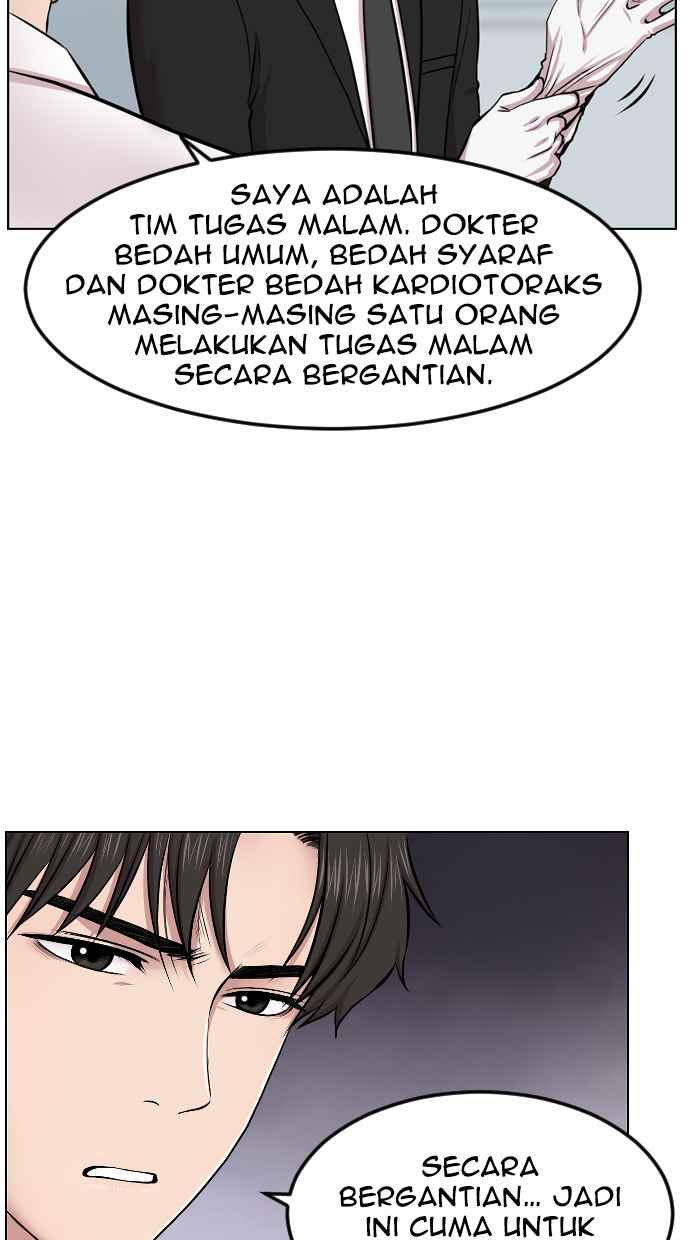 SAYA ADALAH
TIM TUGAS MALAM. DOKTER
BEDAH UMUM, BEDAH SYARAF
DAN DOKTER BEDAH KARDIOTORAKS
MASING-MASING SATU ORANG
MELAKUKAN TUGAS MALAM
SECARA BERGANTIAN.
SECARA
BERGANTIAN... JADI
INI CUMA UNTUK